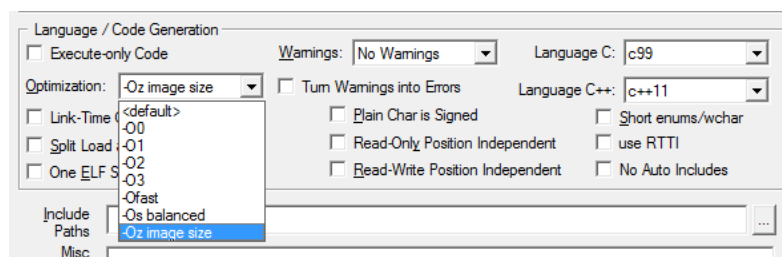 Language / Code Generation
Execute-only Code
Warnings: No Warnings
Language C: c99
Optimization: -Oz image size
Turn Warnings into Errors
Language C++: c++11
<default>
-O0
-O1
-O2
-O3
-Ofast
-Os balanced
-Oz image size
Link-Time
Split Load
One ELF S
Plain Char is Signed
Read-Only Position Independent
Read-Write Position Independent
Short enums/wchar
use RTTI
No Auto Includes
Include
Paths
...
Misc